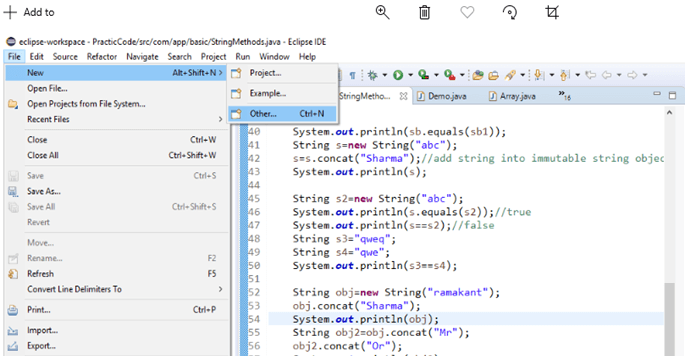 Add to
eclipse-workspace - PracticCode/src/com/app/basic/StringMethods.java - Eclipse IDE
File Edit Source Refactor Navigate Search Project Run Window Help
New Alt+Shift+N >
Open File...
Open Projects from File System...
Recent Files >
Close Ctrl+W
Close All Ctrl+Shift+W
Save Ctrl+S
Save As...
Save All Ctrl+Shift+S
Revert
Move...
Rename... F2
Refresh F5
Convert Line Delimiters To >
Print... Ctrl+P
Import...
Export...
Project...
Example...
Other... Ctrl+N
StringMetho... Demo.java Array.java »16
40 System.out.println(sb.equals(sb1));
41 String s=new String("abc");
42 s=s.concat("Sharma");//add string into immutable string objec
43 System.out.println(s);
44
45 String s2=new String("abc");
46 System.out.println(s.equals(s2));//true
47 System.out.println(s==s2);//false
48 String s3="qweq";
49 String s4="qwe";
50 System.out.println(s3==s4);
51
52 String obj=new String("ramakant");
53 obj.concat("Sharma");
54 System.out.println(obj);
55 String obj2=obj.concat("Mr");
56 obj2.concat("Or");